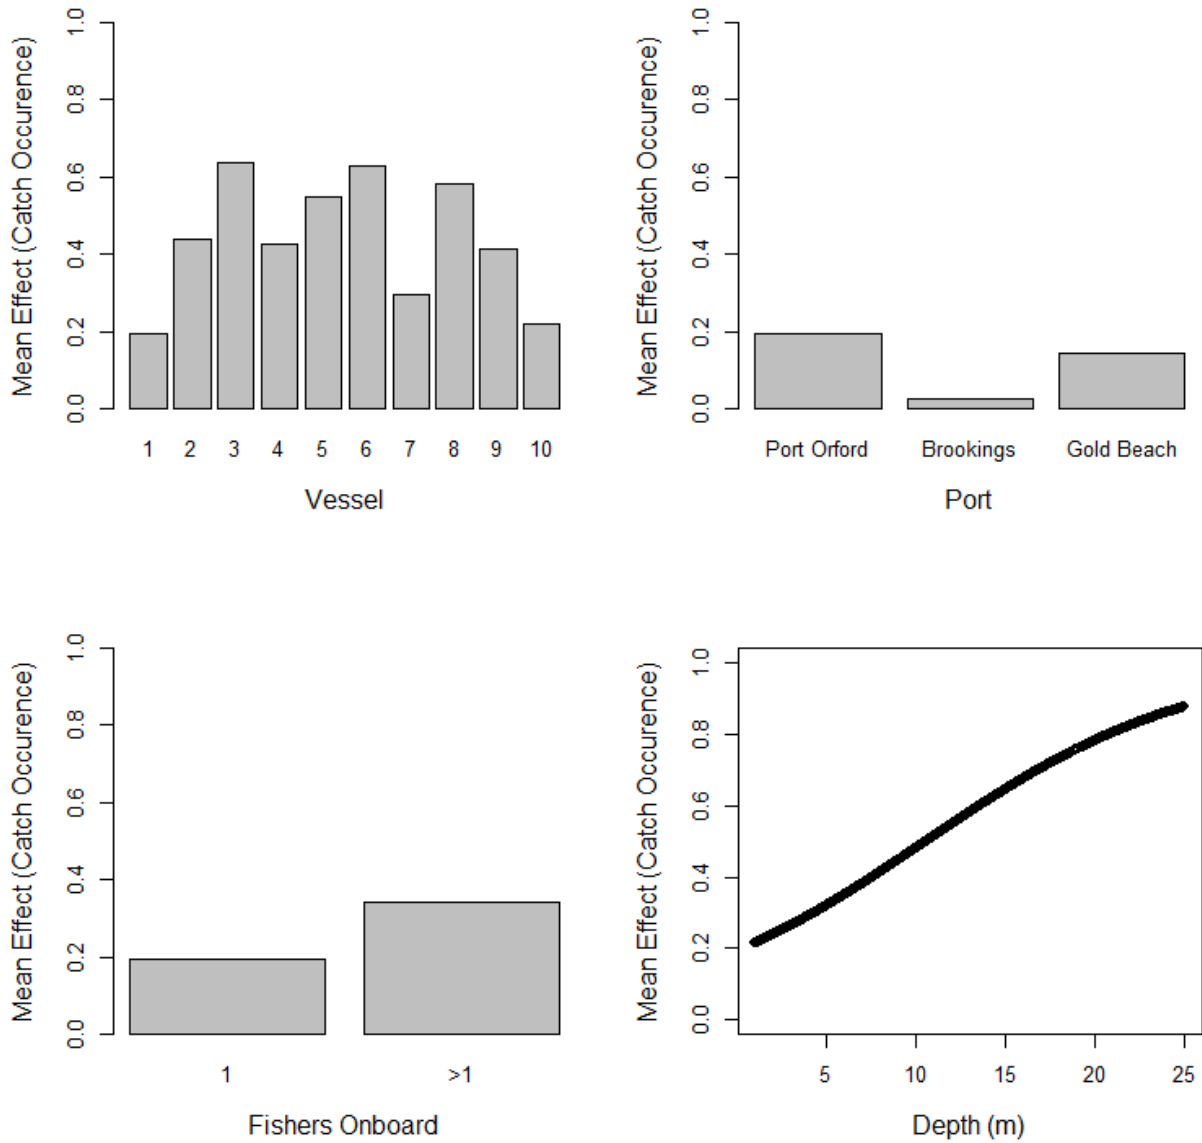 Mean Effect (Catch Occurence)
1.0
0.8
0.6
0.4
0.2
0.0
1 2 3 4 5 6 7 8 9 10
Vessel
Mean Effect (Catch Occurence)
1.0
0.8
0.6
0.4
0.2
0.0
Port Orford Brookings Gold Beach
Port
Mean Effect (Catch Occurence)
1.0
0.8
0.6
0.4
0.2
0.0
1 >1
Fishers Onboard
Mean Effect (Catch Occurence)
1.0
0.8
0.6
0.4
0.2
0.0
5 10 15 20 25
Depth (m)